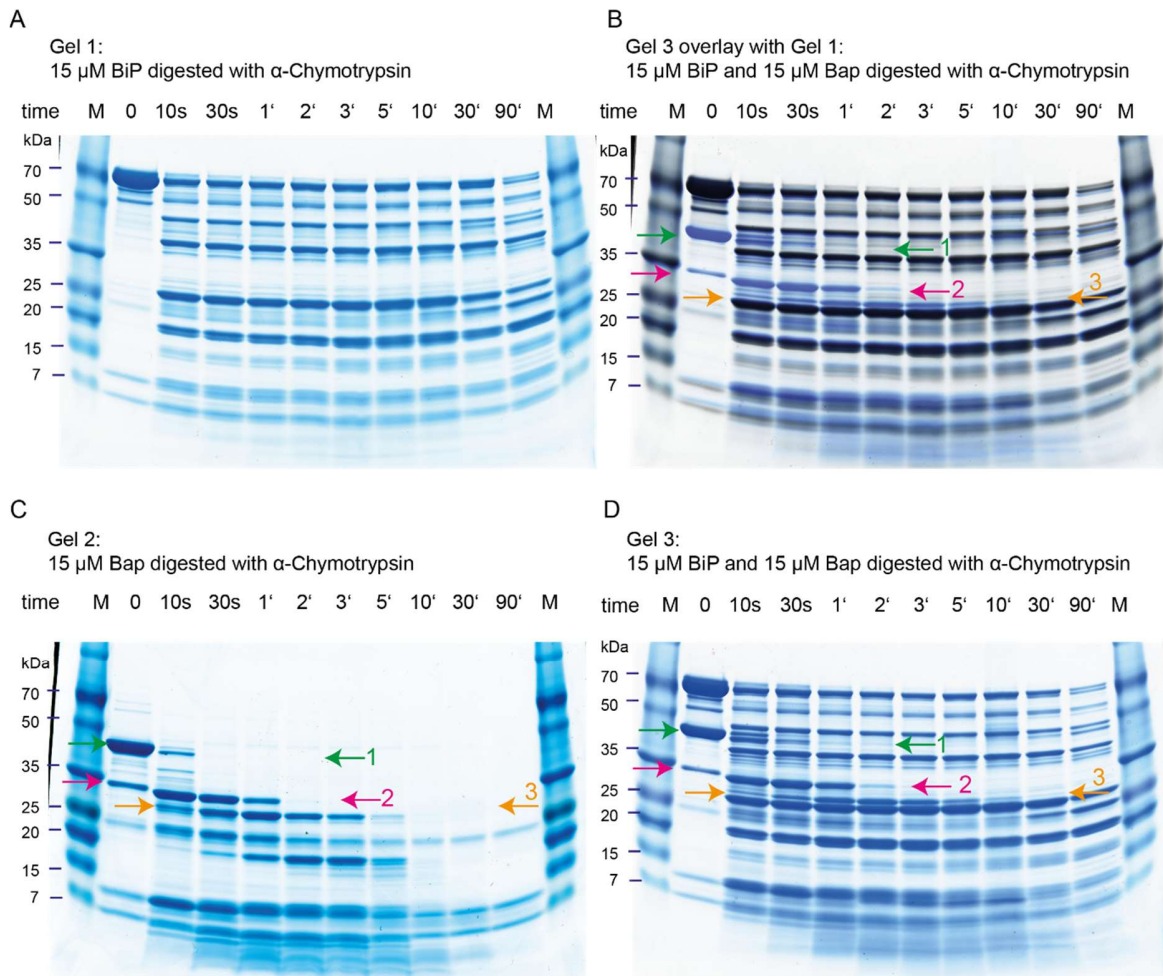 A
Gel 1:
15 µM BiP digested with α-Chymotrypsin
time M 0 10s 30s 1‘ 2‘ 3‘ 5‘ 10‘ 30‘ 90‘ M
kDa
70
50
35
25
20
15
7
B
Gel 3 overlay with Gel 1:
15 µM BiP and 15 µM Bap digested with α-Chymotrypsin
time M 0 10s 30s 1‘ 2‘ 3‘ 5‘ 10‘ 30‘ 90‘ M
kDa
70
50
35
25
20
15
7
1
2
3
C
Gel 2:
15 µM Bap digested with α-Chymotrypsin
time M 0 10s 30s 1‘ 2‘ 3‘ 5‘ 10‘ 30‘ 90‘ M
kDa
70
50
35
25
20
15
7
1
2
3
D
Gel 3:
15 µM BiP and 15 µM Bap digested with α-Chymotrypsin
time M 0 10s 30s 1‘ 2‘ 3‘ 5‘ 10‘ 30‘ 90‘ M
kDa
70
50
35
25
20
15
7
1
2
3